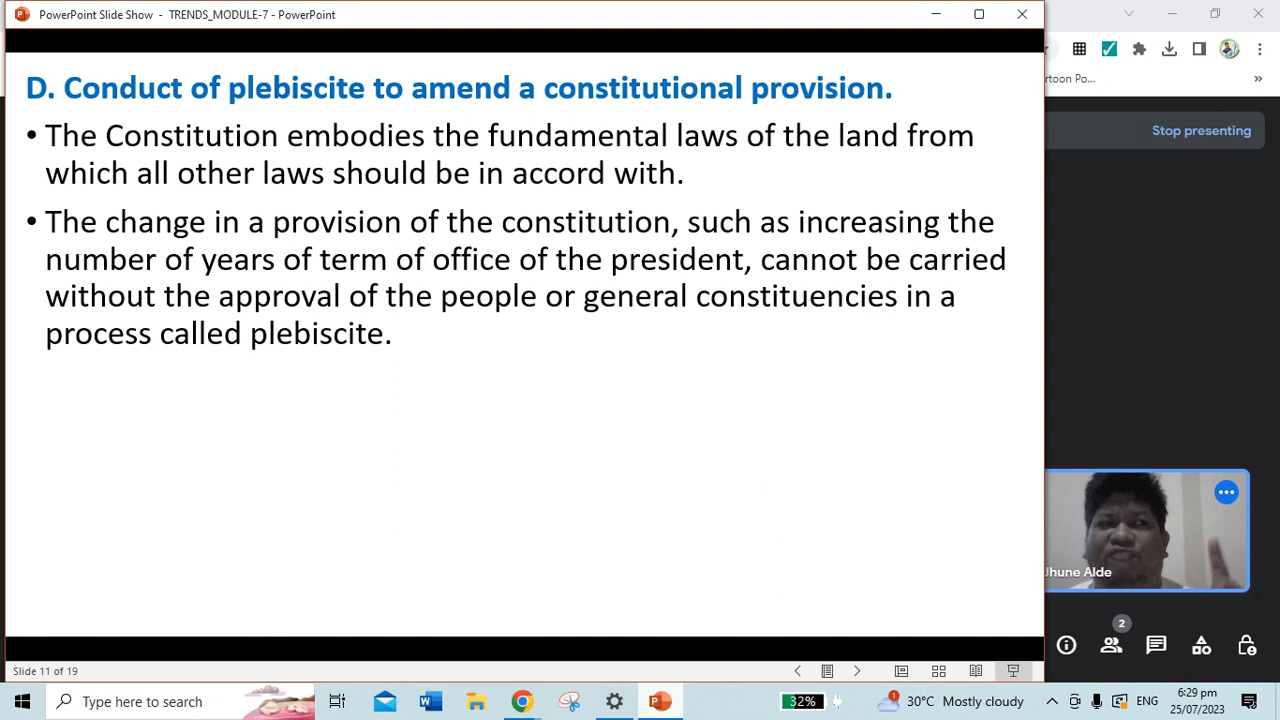 PowerPoint Slide Show - TRENDS_MODULE-7 - PowerPoint
D. Conduct of plebiscite to amend a constitutional provision.
• The Constitution embodies the fundamental laws of the land from
which all other laws should be in accord with.
• The change in a provision of the constitution, such as increasing the
number of years of term of office of the president, cannot be carried
without the approval of the people or general constituencies in a
process called plebiscite.
rtoon Po...
Stop presenting
Jhune Alde
2
Slide 11 of 19
Type here to search
32%
1
30°C Mostly cloudy
ENG
6:29 pm
25/07/2023